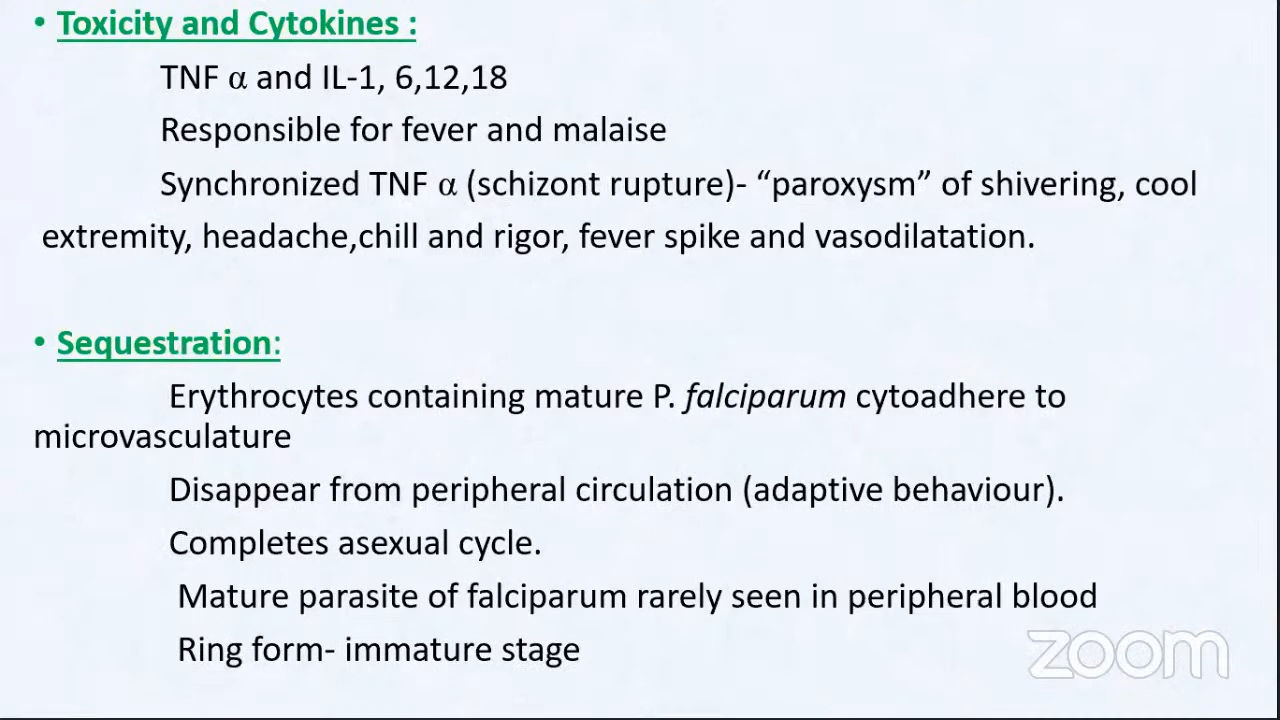 • Toxicity and Cytokines :
TNF α and IL-1, 6,12,18
Responsible for fever and malaise
Synchronized TNF α (schizont rupture)- “paroxysm” of shivering, cool
extremity, headache,chill and rigor, fever spike and vasodilatation.
• Sequestration:
Erythrocytes containing mature P. falciparum cytoadhere to
microvasculature
Disappear from peripheral circulation (adaptive behaviour).
Completes asexual cycle.
Mature parasite of falciparum rarely seen in peripheral blood
Ring form- immature stage
zoom